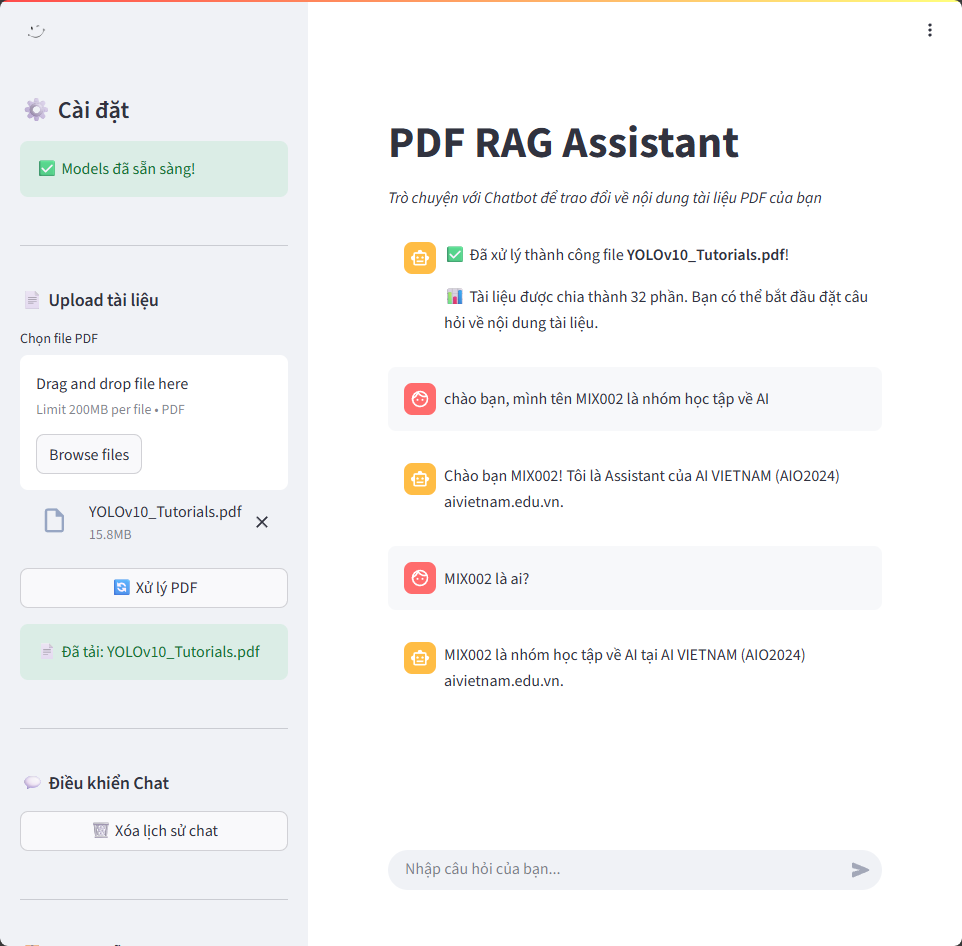 Cài đặt
Models đã sẵn sàng!
Upload tài liệu
Chọn file PDF
Drag and drop file here
Limit 200MB per file • PDF
Browse files
YOLOv10_Tutorials.pdf
15.8MB
Xử lý PDF
Đã tải: YOLOv10_Tutorials.pdf
Điều khiển Chat
Xóa lịch sử chat
PDF RAG Assistant
Trò chuyện với Chatbot để trao đổi về nội dung tài liệu PDF của bạn
Đã xử lý thành công file YOLOv10_Tutorials.pdf!
Tài liệu được chia thành 32 phần. Bạn có thể bắt đầu đặt câu
hỏi về nội dung tài liệu.
chào bạn, mình tên MIX002 là nhóm học tập về AI
Chào bạn MIX002! Tôi là Assistant của AI VIETNAM (AIO2024)
aivietnam.edu.vn.
MIX002 là ai?
MIX002 là nhóm học tập về AI tại AI VIETNAM (AIO2024)
aivietnam.edu.vn.
Nhập câu hỏi của bạn...